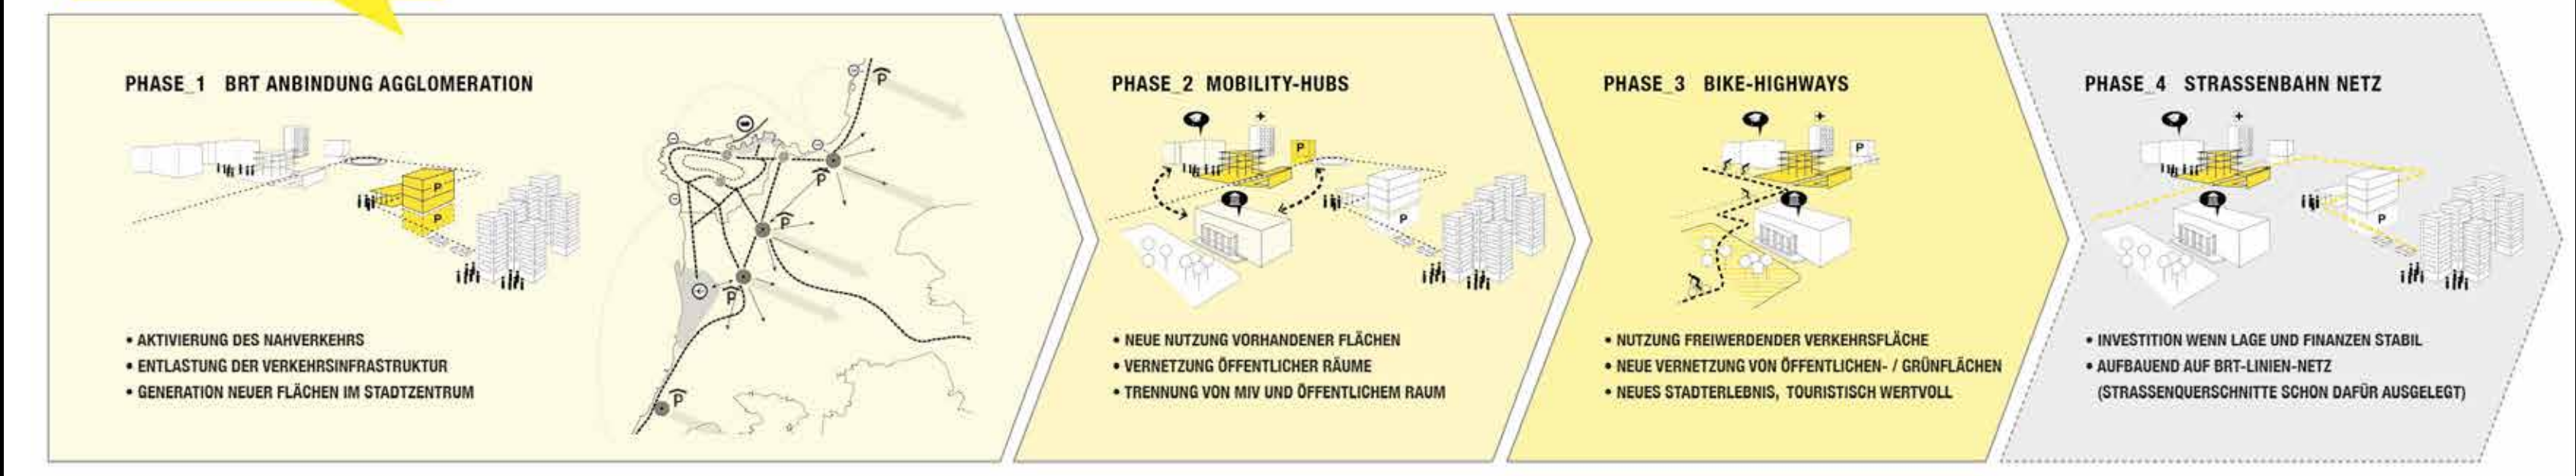 PHASE_1 BRT ANBINDUNG AGGLOMERATION
P
P
P
P
P
P
P
• AKTIVIERUNG DES NAHVERKEHRS
• ENTLASTUNG DER VERKEHRSINFRASTRUKTUR
• GENERATION NEUER FLÄCHEN IM STADTZENTRUM
PHASE_2 MOBILITY-HUBS
P
P
• NEUE NUTZUNG VORHANDENER FLÄCHEN
• VERNETZUNG ÖFFENTLICHER RÄUME
• TRENNUNG VON MIV UND ÖFFENTLICHEM RAUM
PHASE_3 BIKE-HIGHWAYS
P
• NUTZUNG FREIWERDENDER VERKEHRSFLÄCHE
• NEUE VERNETZUNG VON ÖFFENTLICHEN- / GRÜNFLÄCHEN
• NEUES STADTERLEBNIS, TOURISTISCH WERTVOLL
PHASE_4 STRASSENBAHN NETZ
P
• INVESTITION WENN LAGE UND FINANZEN STABIL
• AUFBAUEND AUF BRT-LINIEN-NETZ
(STRASSENQUERSCHNITTE SCHON DAFÜR AUSGELEGT)